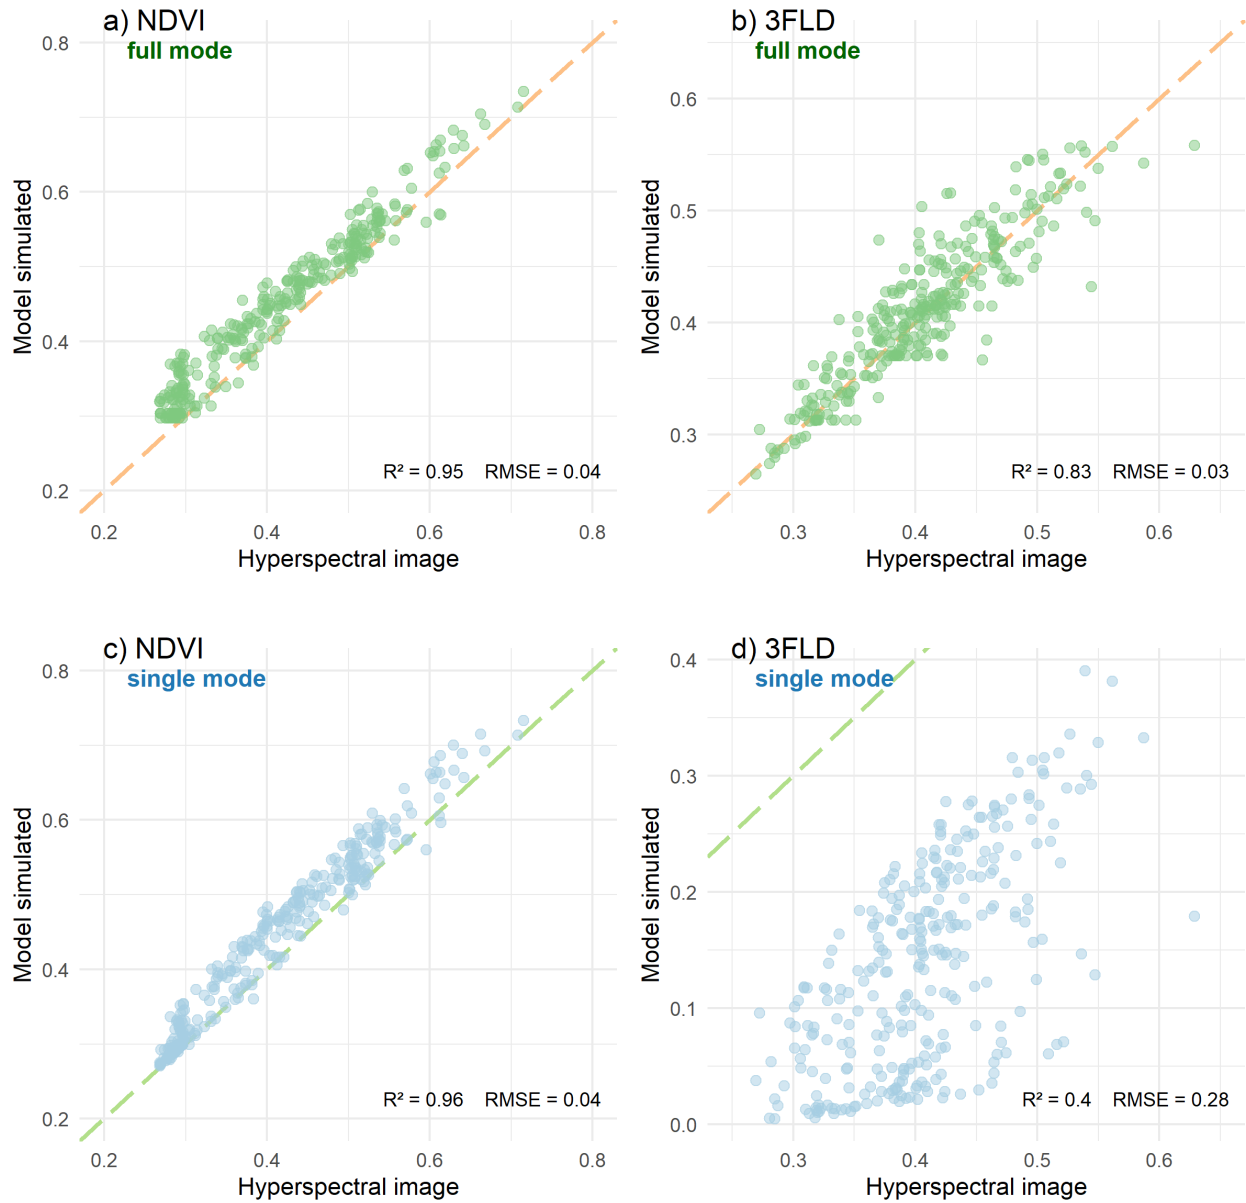 a) NDVI
full mode
0.8
0.6
0.4
0.2
Model simulated
R² = 0.95 RMSE = 0.04
0.2 0.4 0.6 0.8
Hyperspectral image
b) 3FLD
full mode
0.6
0.5
0.4
0.3
Model simulated
R² = 0.83 RMSE = 0.03
0.3 0.4 0.5 0.6
Hyperspectral image
c) NDVI
single mode
0.8
0.6
0.4
0.2
Model simulated
R² = 0.96 RMSE = 0.04
0.2 0.4 0.6 0.8
Hyperspectral image
d) 3FLD
single mode
0.4
0.3
0.2
0.1
0.0
Model simulated
R² = 0.4 RMSE = 0.28
0.3 0.4 0.5 0.6
Hyperspectral image